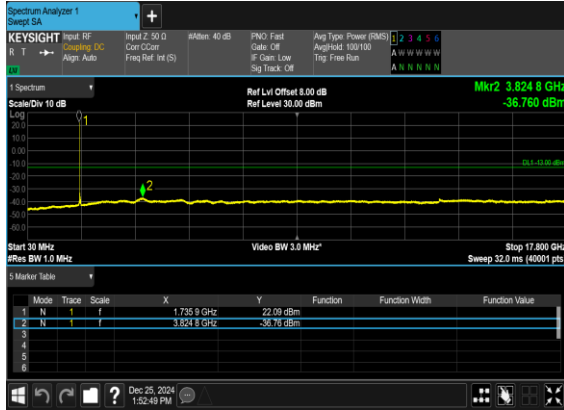 Spectrum Analyzer 1
Swept SA
KEYSIGHT
R T
Input: RF
Coupling: DC
Align: Auto
Input Z: 50 Ω
Corr CCorr
Freq Ref: Int (S)
#Atten: 40 dB
PNO: Fast
Gate: Off
IF Gain: Low
Sig Track: Off
Avg Type: Power (RMS)
Avg|Hold: 100/100
Trig: Free Run
1 2 3 4 5 6
A W W W W W
A N N N N N
1 Spectrum
Scale/Div 10 dB
Ref Lvl Offset 8.00 dB
Ref Level 30.00 dBm
Mkr2 3.824 8 GHz
-36.760 dBm
Log
20.0
10.0
0.00
-10.0
-20.0
-30.0
-40.0
-50.0
-60.0
1
2
DL1 -13.00 dBm
Start 30 MHz
#Res BW 1.0 MHz
Video BW 3.0 MHz*
Stop 17.800 GHz
Sweep 32.0 ms (40001 pts)
5 Marker Table
Mode Trace Scale X Y Function Function Width Function Value
1 N 1 f 1.735 9 GHz 22.09 dBm
2 N 1 f 3.824 8 GHz -36.76 dBm
3
4
5
6
Dec 25, 2024
1:52:49 PM